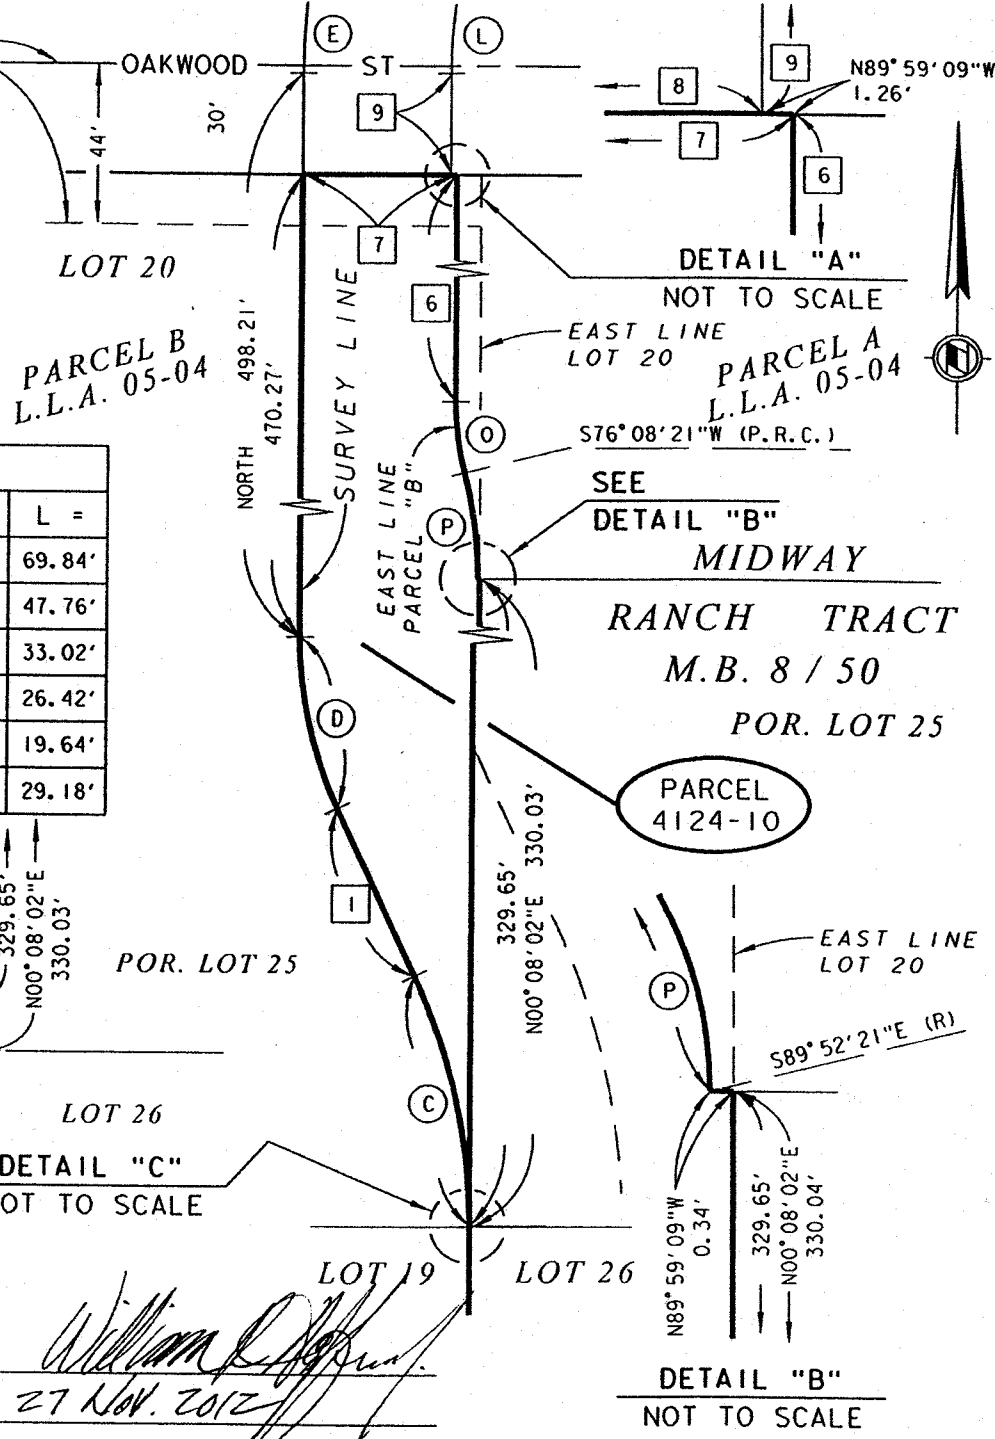 E
L
OAKWOOD ST
9
44'
30'
8
9
N89°59'09"W
1.26'
7
6
7
DETAIL "A"
NOT TO SCALE
LOT 20
6
EAST LINE
LOT 20
PARCEL B
L.L.A. 05-04
PARCEL A
L.L.A. 05-04
NORTH 498.21'
470.27'
SURVEY LINE
EAST LINE
PARCEL "B"
O
S76°08'21"W (P.R.C.)
SEE
DETAIL "B"
P
MIDWAY
RANCH TRACT
M.B. 8 / 50
POR. LOT 25
L =
69.84'
47.76'
33.02'
26.42'
19.64'
29.18'
D
PARCEL
4124-10
329.65'
N00°08'02"E 330.03'
1
329.65'
N00°08'02"E
330.03'
POR. LOT 25
EAST LINE
LOT 20
P
S89°52'21"E (R)
C
LOT 26
DETAIL "C"
OT TO SCALE
N89°59'09"W
0.34'
329.65'
N00°08'02"E
330.04'
LOT 19
LOT 26
William
27 Nov. 2012
DETAIL "B"
NOT TO SCALE